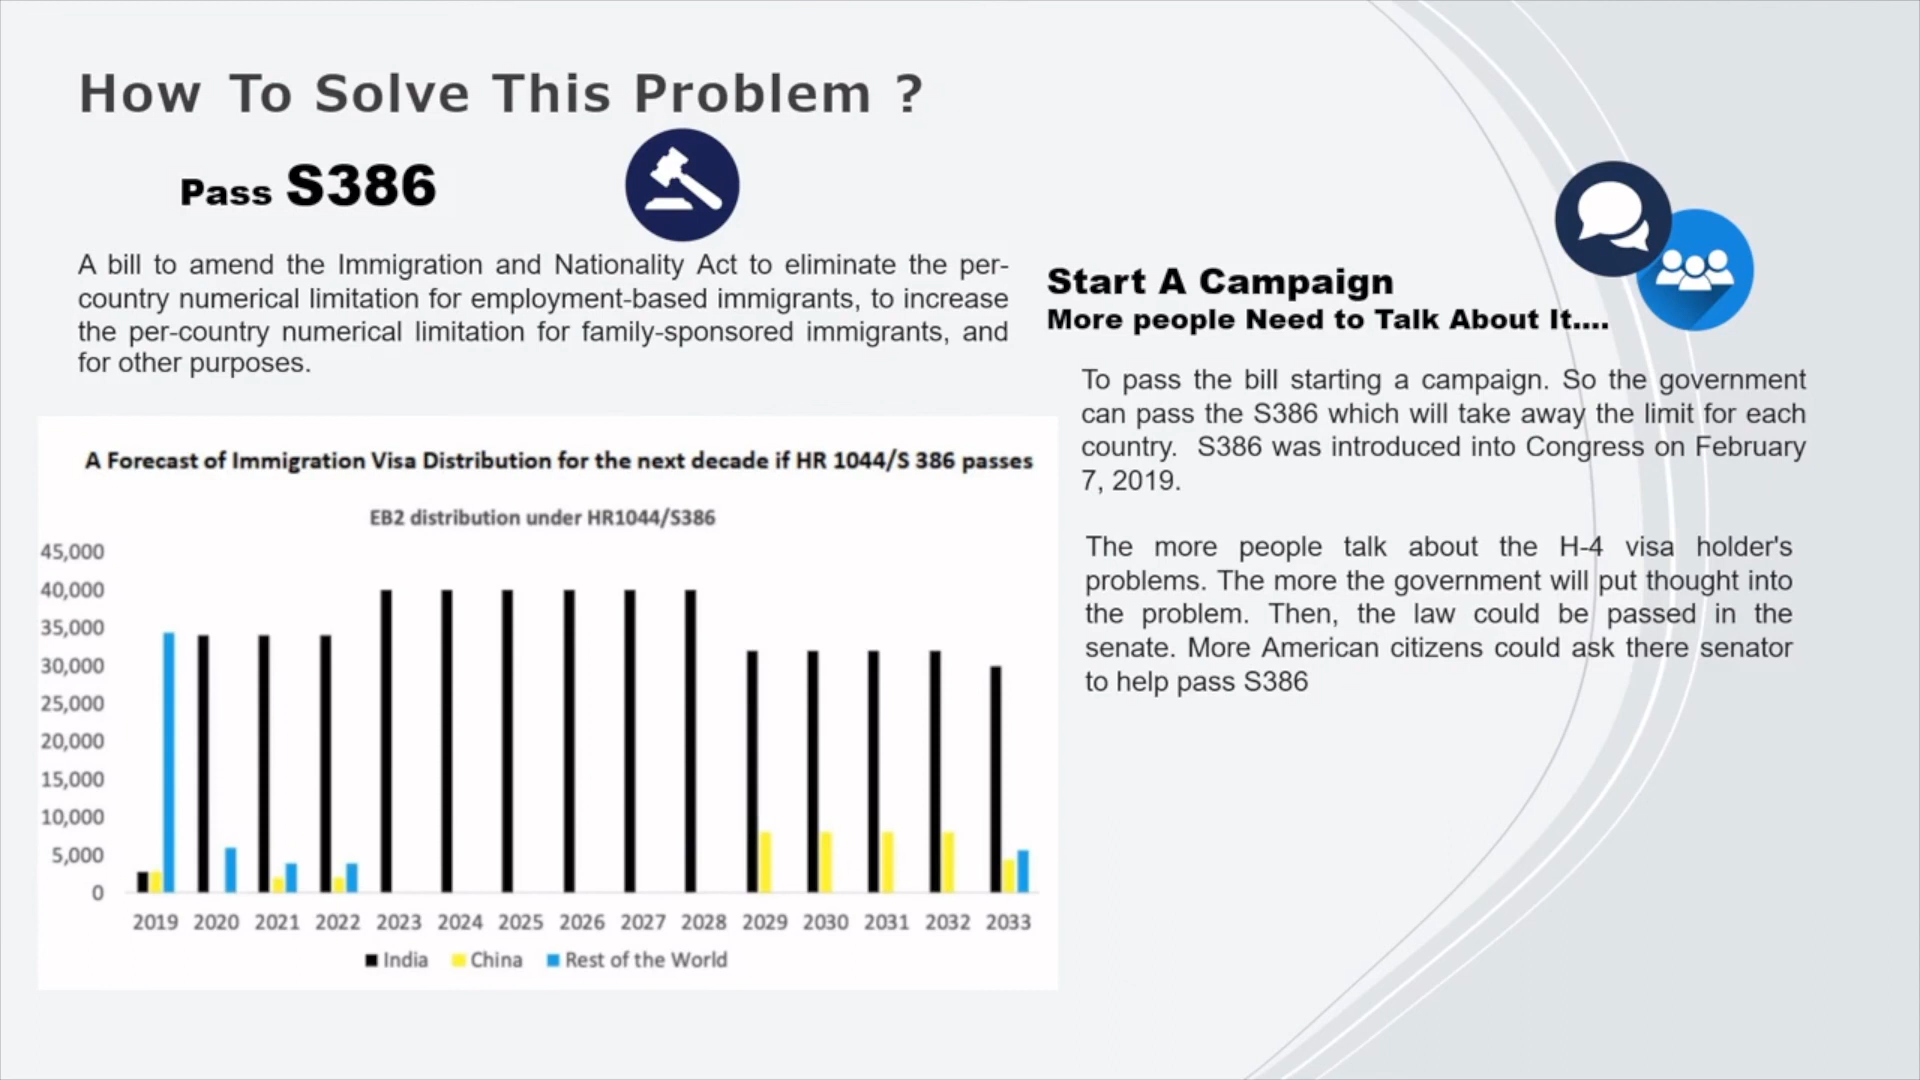 How To Solve This Problem ?
Pass S386
A bill to amend the Immigration and Nationality Act to eliminate the per-
country numerical limitation for employment-based immigrants, to increase
the per-country numerical limitation for family-sponsored immigrants, and
for other purposes.
A Forecast of Immigration Visa Distribution for the next decade if HR 1044/S 386 passes
EB2 distribution under HR1044/S386
45,000
40,000
35,000
30,000
25,000
20,000
15,000
10,000
5,000
0
2019 2020 2021 2022 2023 2024 2025 2026 2027 2028 2029 2030 2031 2032 2033
India China Rest of the World
Start A Campaign
More people Need to Talk About It....
To pass the bill starting a campaign. So the government
can pass the S386 which will take away the limit for each
country. S386 was introduced into Congress on February
7, 2019.
The more people talk about the H-4 visa holder's
problems. The more the government will put thought into
the problem. Then, the law could be passed in the
senate. More American citizens could ask there senator
to help pass S386